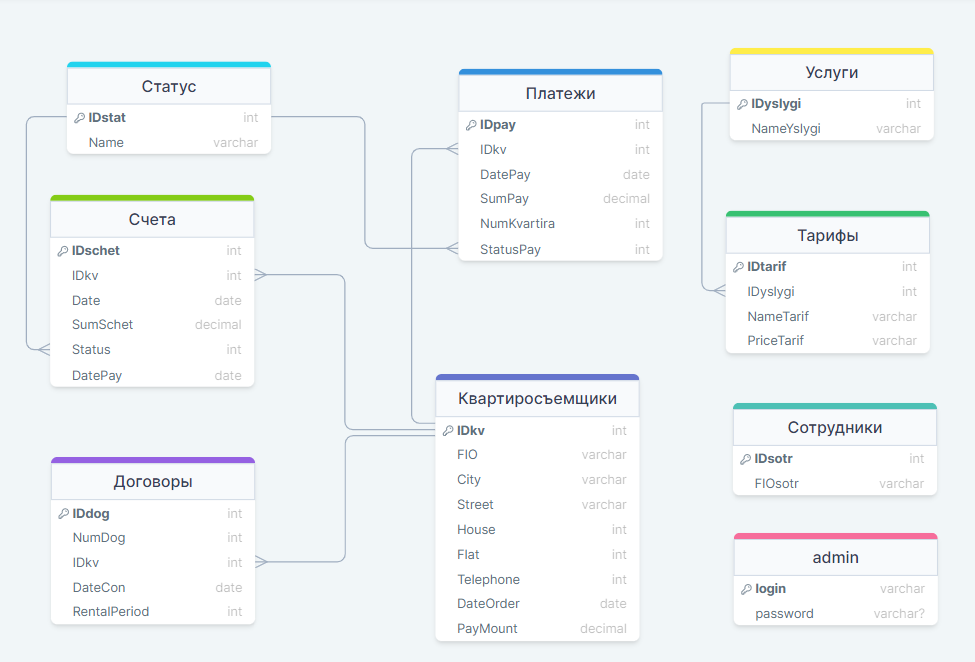 Статус
IDstat int
Name varchar
Счета
IDschet int
IDkv int
Date date
SumSchet decimal
Status int
DatePay date
Договоры
IDdog int
NumDog int
IDkv int
DateCon date
RentalPeriod int
Платежи
IDpay int
IDkv int
DatePay date
SumPay decimal
NumKvartira int
StatusPay int
Квартиросъемщики
IDkv int
FIO varchar
City varchar
Street varchar
House int
Flat int
Telephone int
DateOrder date
PayMount decimal
Услуги
IDyslygi int
NameYslygi varchar
Тарифы
IDtarif int
IDyslygi int
NameTarif varchar
PriceTarif varchar
Сотрудники
IDsotr int
FIOsotr varchar
admin
login varchar
password varchar?